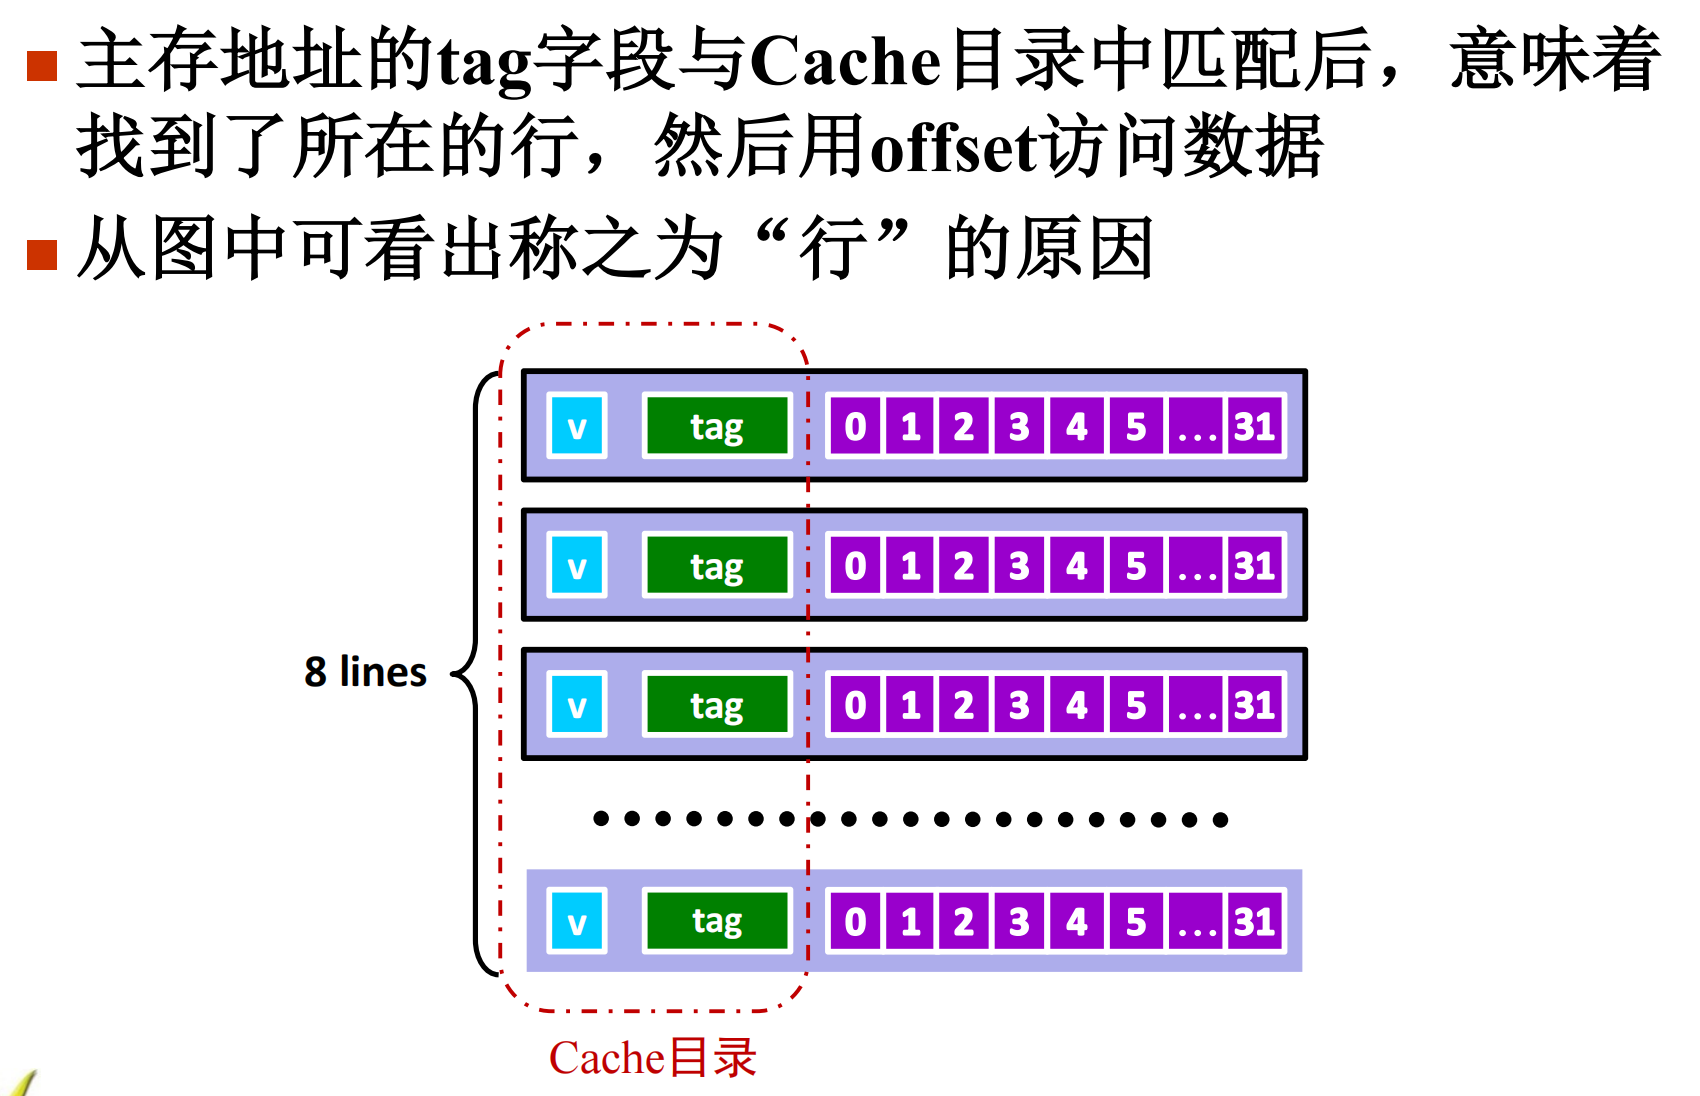 主存地址的tag字段与Cache目录中匹配后，意味着
找到了所在的行，然后用offset访问数据
从图中可看出称之为“行”的原因
v tag 0 1 2 3 4 5 ... 31
v tag 0 1 2 3 4 5 ... 31
8 lines
v tag 0 1 2 3 4 5 ... 31
v tag 0 1 2 3 4 5 ... 31
Cache目录